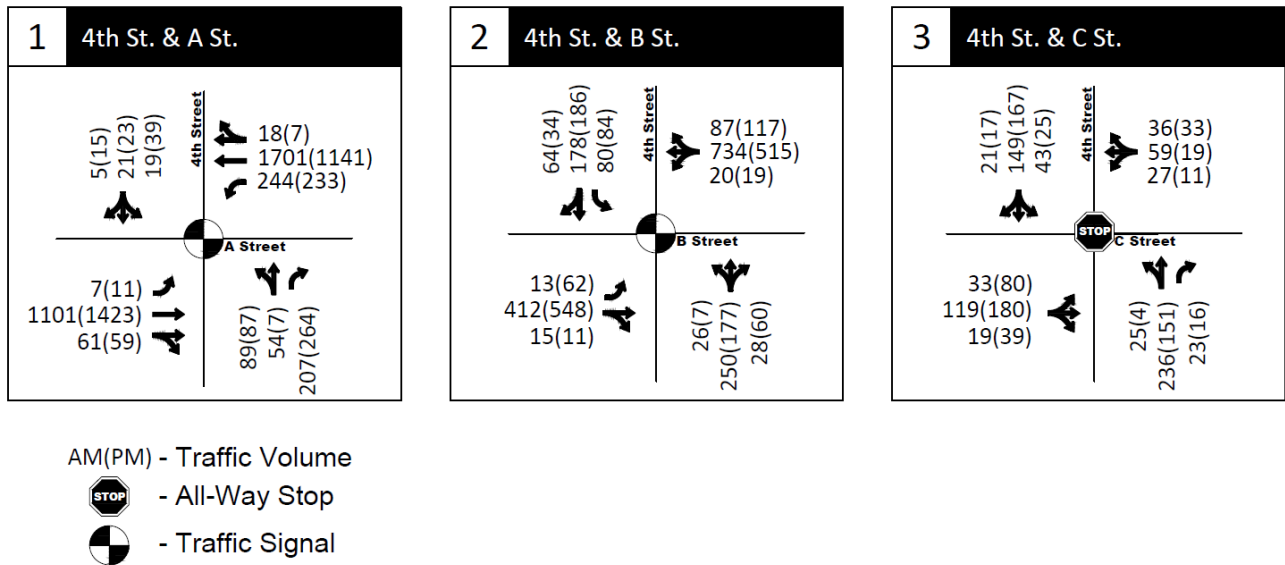 1 4th St. & A St.
5(15)
21(23)
19(39)
4th Street
18(7)
1701(1141)
244(233)
A Street
7(11)
1101(1423)
61(59)
89(87)
54(7)
207(264)
2 4th St. & B St.
64(34)
178(186)
80(84)
4th Street
87(117)
734(515)
20(19)
B Street
13(62)
412(548)
15(11)
26(7)
250(177)
28(60)
3 4th St. & C St.
21(17)
149(167)
43(25)
4th Street
36(33)
59(19)
27(11)
STOP
C Street
33(80)
119(180)
19(39)
25(4)
236(151)
23(16)
AM(PM) - Traffic Volume
STOP - All-Way Stop
- Traffic Signal